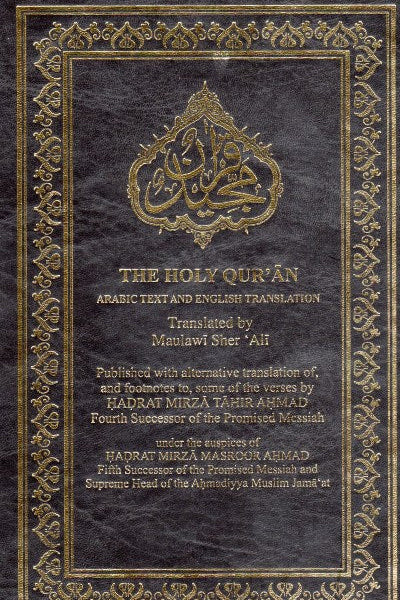 قرآن
مجيد
THE HOLY QUR'ĀN
ARABIC TEXT AND ENGLISH TRANSLATION
Translated by
Maulawī Sher ‘Alī
Published with alternative translation of,
and footnotes to, some of the verses by
ḤAḌRAT MIRZĀ ṬĀHIR AḤMAD
Fourth Successor of the Promised Messiah
under the auspices of
ḤAḌRAT MIRZĀ MASROOR AḤMAD
Fifth Successor of the Promised Messiah and
Supreme Head of the Aḥmadiyya Muslim Jamā‘at